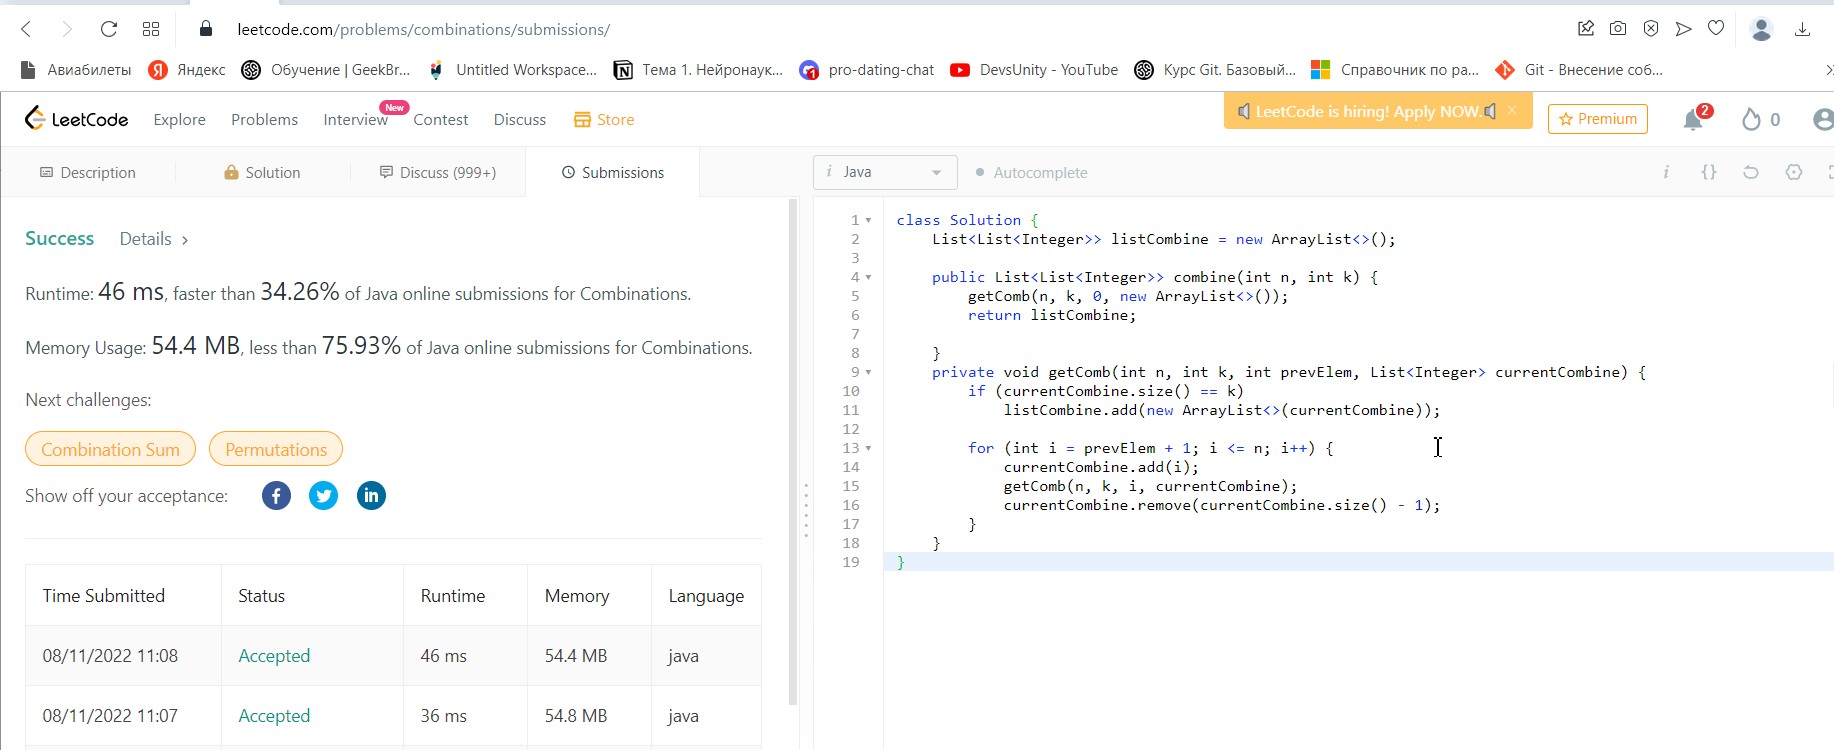 leetcode.com/problems/combinations/submissions/
Авиабилеты Яндекс Обучение | GeekBr... Untitled Workspace... Тема 1. Нейронаук... pro-dating-chat DevsUnity - YouTube Курс Git. Базовый... Справочник по ра... Git - Внесение соб...
LeetCode Explore Problems Interview New Contest Discuss Store LeetCode is hiring! Apply NOW. × Premium 2 0
Description Solution Discuss (999+) Submissions
i Java Autocomplete i {}
Success Details >
Runtime: 46 ms, faster than 34.26% of Java online submissions for Combinations.
Memory Usage: 54.4 MB, less than 75.93% of Java online submissions for Combinations.
Next challenges:
Combination Sum Permutations
Show off your acceptance:
Time Submitted Status Runtime Memory Language
08/11/2022 11:08 Accepted 46 ms 54.4 MB java
08/11/2022 11:07 Accepted 36 ms 54.8 MB java
1 class Solution {
2 List<List<Integer>> listCombine = new ArrayList<>();
3
4 public List<List<Integer>> combine(int n, int k) {
5 getComb(n, k, 0, new ArrayList<>());
6 return listCombine;
7
8 }
9 private void getComb(int n, int k, int prevElem, List<Integer> currentCombine) {
10 if (currentCombine.size() == k)
11 listCombine.add(new ArrayList<>(currentCombine));
12
13 for (int i = prevElem + 1; i <= n; i++) {
14 currentCombine.add(i);
15 getComb(n, k, i, currentCombine);
16 currentCombine.remove(currentCombine.size() - 1);
17 }
18 }
19 }